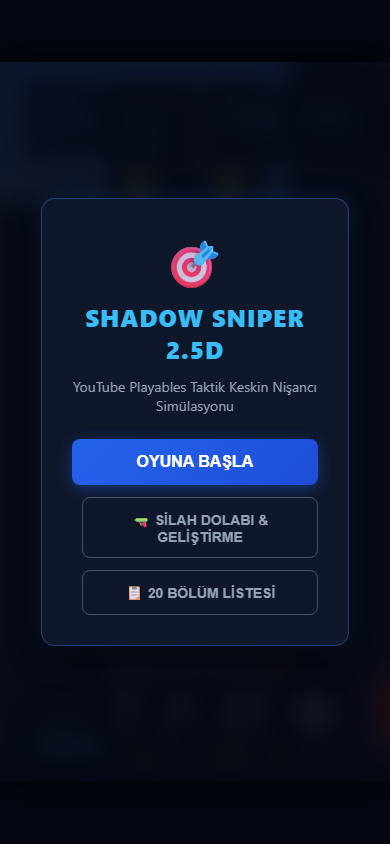 SHADOW SNIPER
2.5D
YouTube Playables Taktik Keskin Nişancı
Simülasyonu
OYUNA BAŞLA
SİLAH DOLABI &
GELİŞTİRME
20 BÖLÜM LİSTESİ